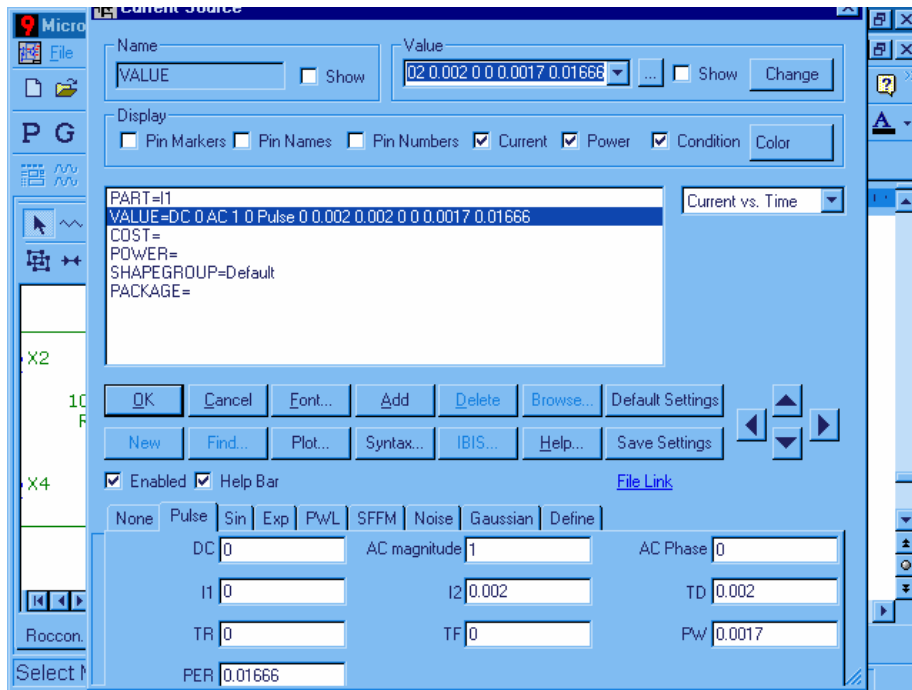 Current Source
9 Micro
File
Name
VALUE
Show
Value
02 0.002 0 0 0.0017 0.01666
...
Show
Change
P G
Display
Pin Markers
Pin Names
Pin Numbers
Current
Power
Condition
Color
A
PART=I1
VALUE=DC 0 AC 1 0 Pulse 0 0.002 0.002 0 0 0.0017 0.01666
COST=
POWER=
SHAPEGROUP=Default
PACKAGE=
Current vs. Time
X2
10
R
X4
OK Cancel Font... Add Delete Browse... Default Settings
New Find... Plot... Syntax... IBIS... Help... Save Settings
Enabled Help Bar File Link
None Pulse Sin Exp PWL SFFM Noise Gaussian Define
DC 0 AC magnitude 1 AC Phase 0
I1 0 I2 0.002 TD 0.002
TR 0 TF 0 PW 0.0017
PER 0.01666
Roccon.
Select M